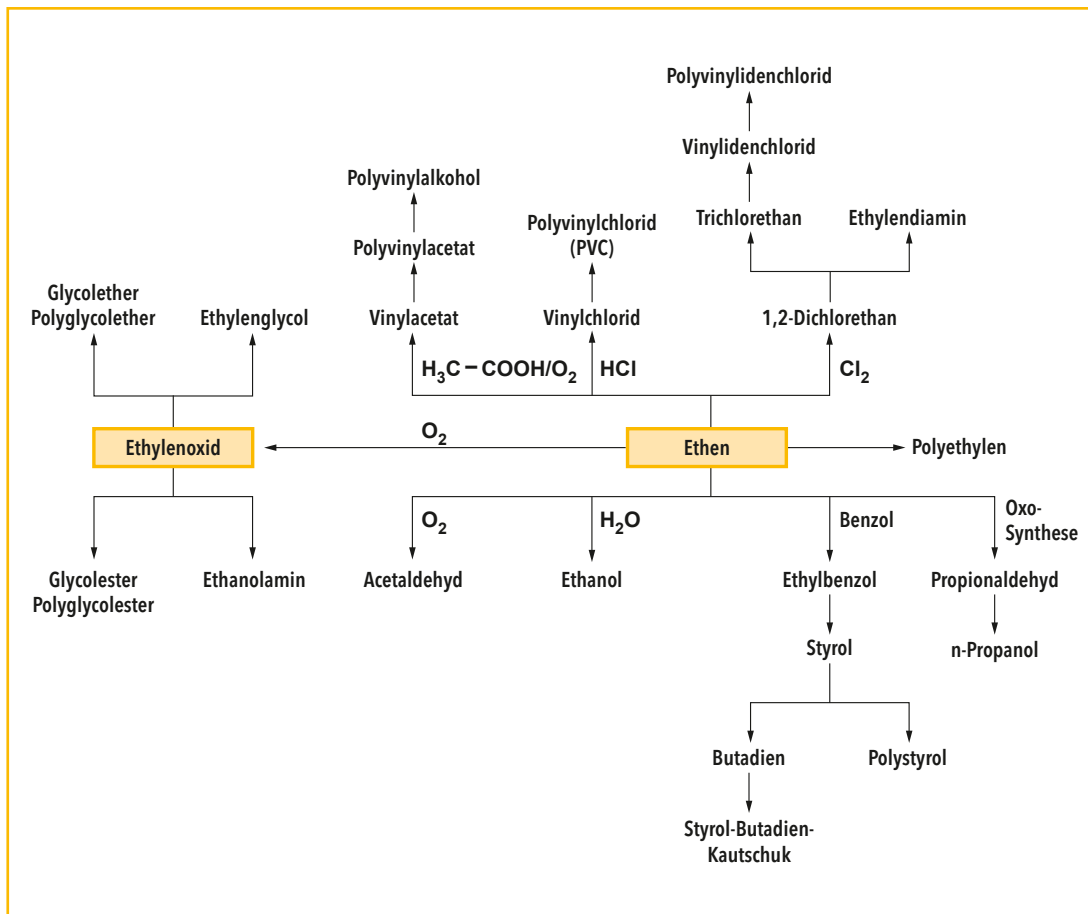 Polyvinylidenchlorid
Vinylidenchlorid
Polyvinylalkohol
Trichlorethan
Ethylendiamin
Polyvinylchlorid
(PVC)
Polyvinylacetat
Glycolether
Polyglycolether
Ethylenglycol
Vinylacetat
Vinylchlorid
1,2-Dichlorethan
H₃C – COOH/O₂
HCl
Cl₂
O₂
Ethylenoxid
Ethen
Polyethylen
O₂
H₂O
Benzol
Oxo-
Synthese
Glycolester
Polyglycolester
Ethanolamin
Acetaldehyd
Ethanol
Ethylbenzol
Propionaldehyd
Styrol
n-Propanol
Butadien
Polystyrol
Styrol-Butadien-
Kautschuk